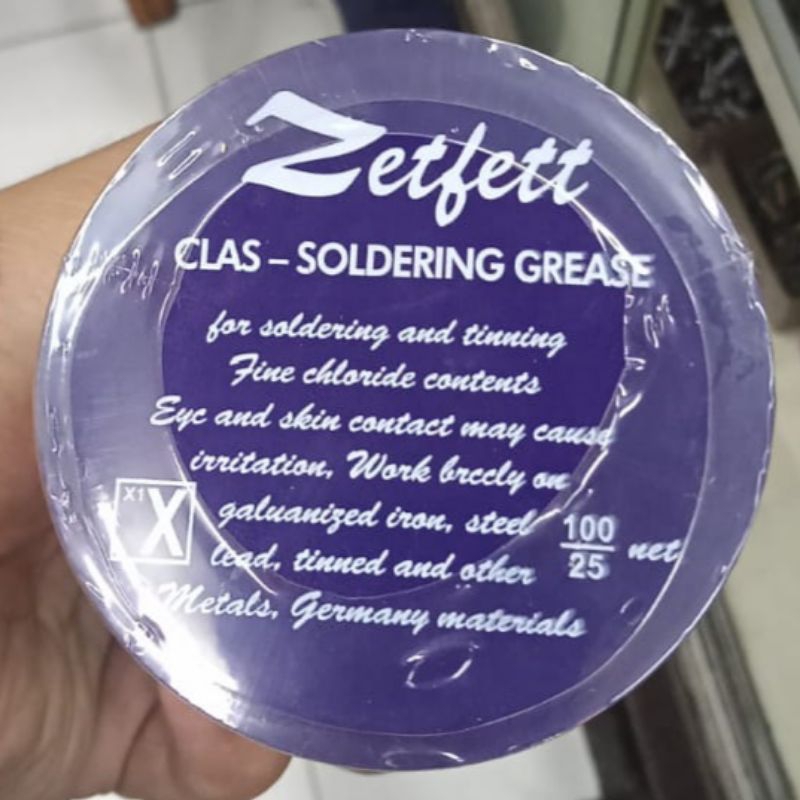 Zetfett
CLAS – SOLDERING GREASE
for soldering and tinning
Fine chloride contents
Eyc and skin contact may cause
irritation, Work brccly on
galuanized iron, steel
lead, tinned and other
Metals, Germany materials
X1
X
100
25
net